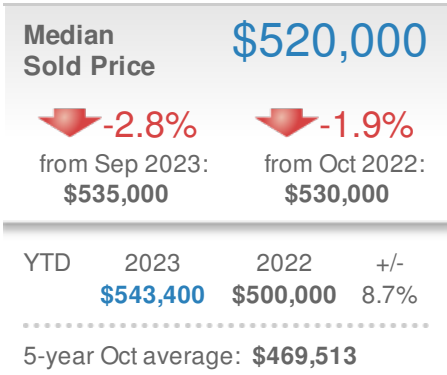 Median $520,000
Sold Price
-2.8% -1.9%
from Sep 2023: from Oct 2022:
$535,000 $530,000
YTD 2023 2022 +/-
$543,400 $500,000 8.7%
5-year Oct average: $469,513